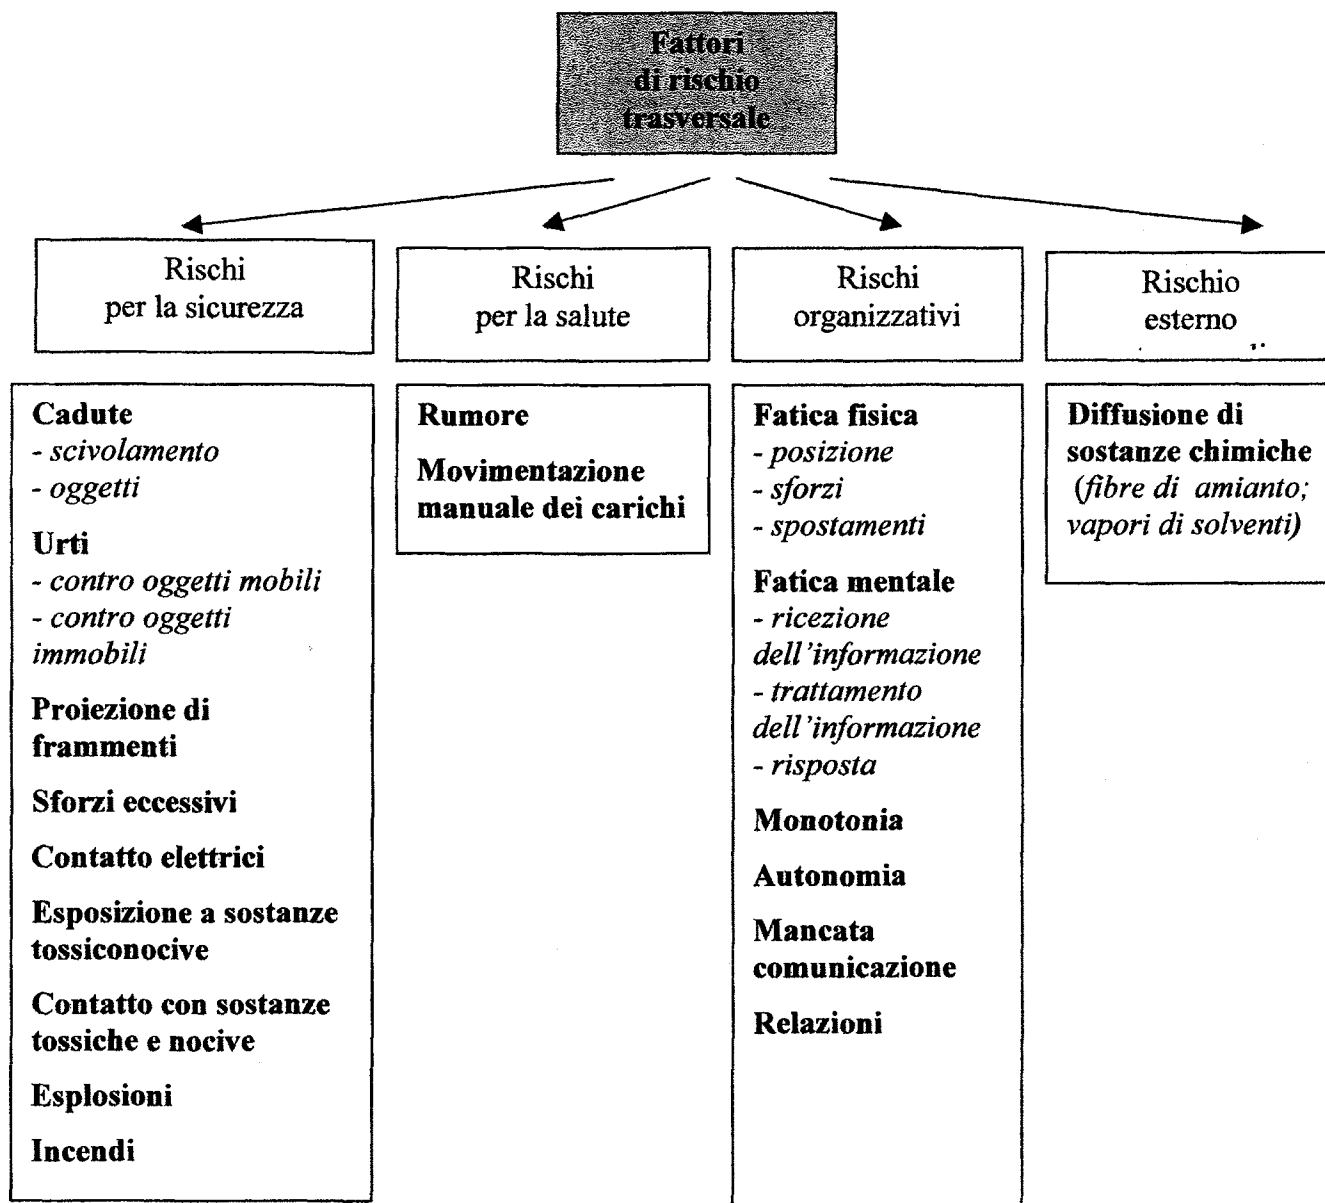 Fattori
di rischio
trasversale
Rischi
per la sicurezza
Rischi
per la salute
Rischi
organizzativi
Rischio
esterno
Cadute
- scivolamento
- oggetti
Urti
- contro oggetti mobili
- contro oggetti
immobili
Proiezione di
frammenti
Sforzi eccessivi
Contatto elettrici
Esposizione a sostanze
tossiconocive
Contatto con sostanze
tossiche e nocive
Esplosioni
Incendi
Rumore
Movimentazione
manuale dei carichi
Fatica fisica
- posizione
- sforzi
- spostamenti
Fatica mentale
- ricezione
dell'informazione
- trattamento
dell'informazione
- risposta
Monotonia
Autonomia
Mancata
comunicazione
Relazioni
Diffusione di
sostanze chimiche
(fibre di amianto;
vapori di solventi)